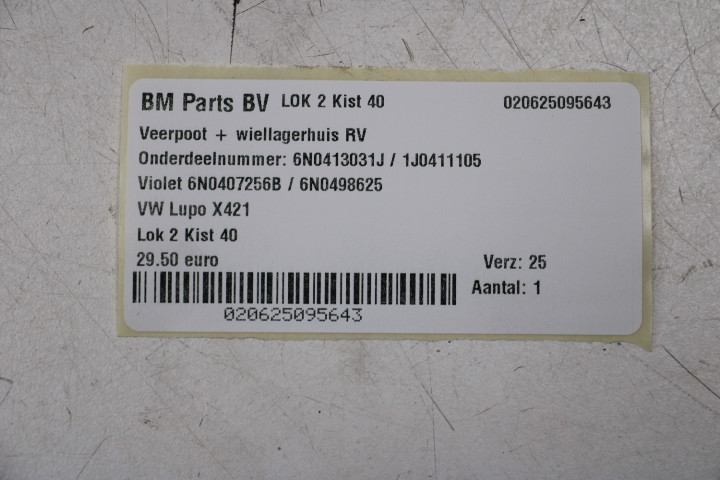 BM Parts BV LOK 2 Kist 40 020625095643
Veerpoot + wiellagerhuis RV
Onderdeelnummer: 6N0413031J / 1J0411105
Violet 6N0407256B / 6N0498625
VW Lupo X421
Lok 2 Kist 40
29.50 euro Verz: 25
Aantal: 1
020625095643